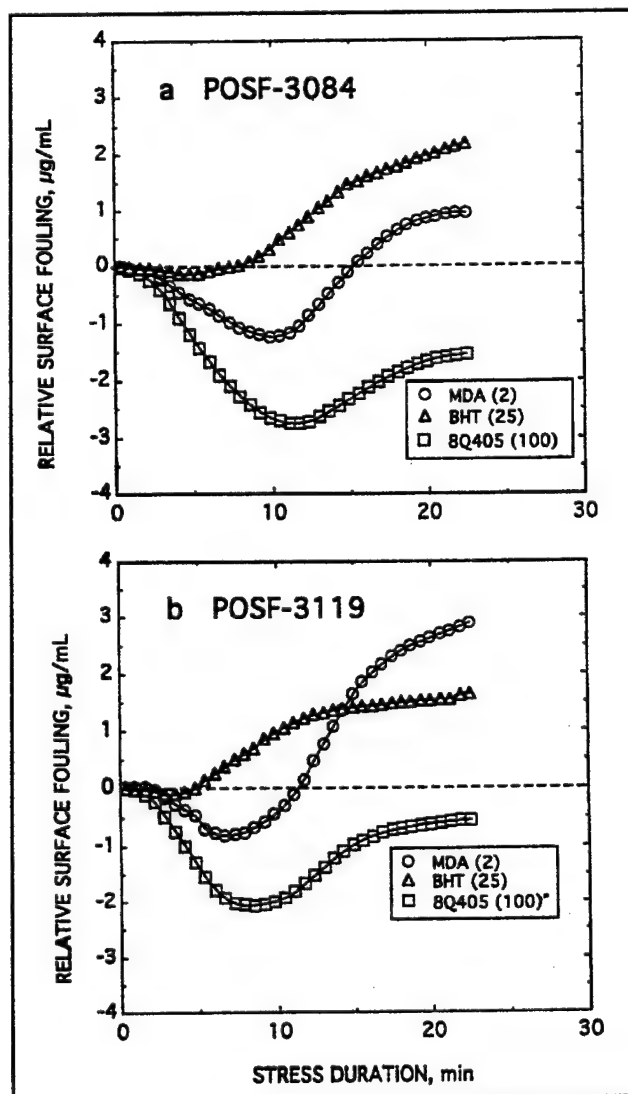 a POSF-3084
RELATIVE SURFACE FOULING, µg/mL
4
3
2
1
0
-1
-2
-3
-4
0 10 20 30
MDA (2)
BHT (25)
8Q405 (100)
b POSF-3119
RELATIVE SURFACE FOULING, µg/mL
4
3
2
1
0
-1
-2
-3
-4
0 10 20 30
MDA (2)
BHT (25)
8Q405 (100)"
STRESS DURATION, min